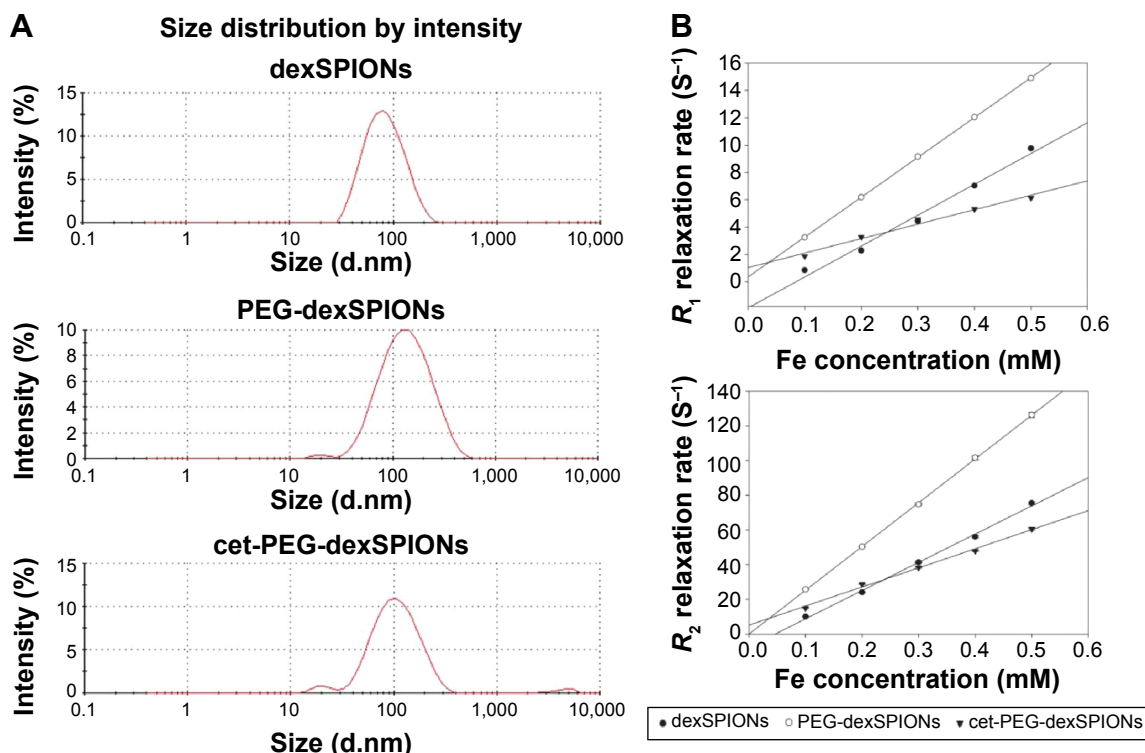 A
Size distribution by intensity
dexSPIONs
Intensity (%)
15
10
5
0
0.1 1 10 100 1,000 10,000
Size (d.nm)
PEG-dexSPIONs
Intensity (%)
10
8
6
4
2
0
0.1 1 10 100 1,000 10,000
Size (d.nm)
cet-PEG-dexSPIONs
Intensity (%)
15
10
5
0
0.1 1 10 100 1,000 10,000
Size (d.nm)
B
R1 relaxation rate (S−1)
16
14
12
10
8
6
4
2
0
0.0 0.1 0.2 0.3 0.4 0.5 0.6
Fe concentration (mM)
R2 relaxation rate (S−1)
140
120
100
80
60
40
20
0
0.0 0.1 0.2 0.3 0.4 0.5 0.6
Fe concentration (mM)
dexSPIONs PEG-dexSPIONs cet-PEG-dexSPIONs